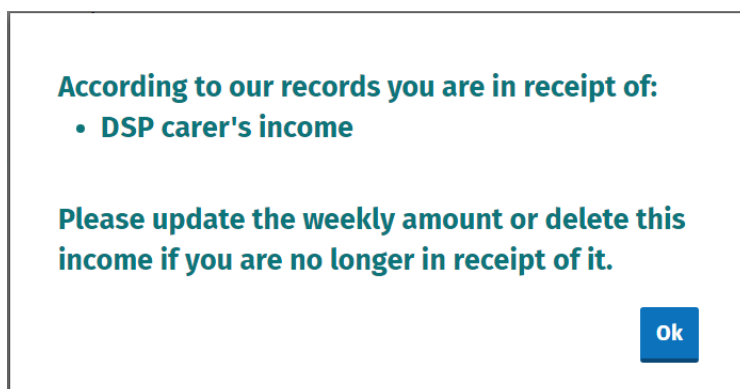 According to our records you are in receipt of:
• DSP carer's income
Please update the weekly amount or delete this
income if you are no longer in receipt of it.
Ok